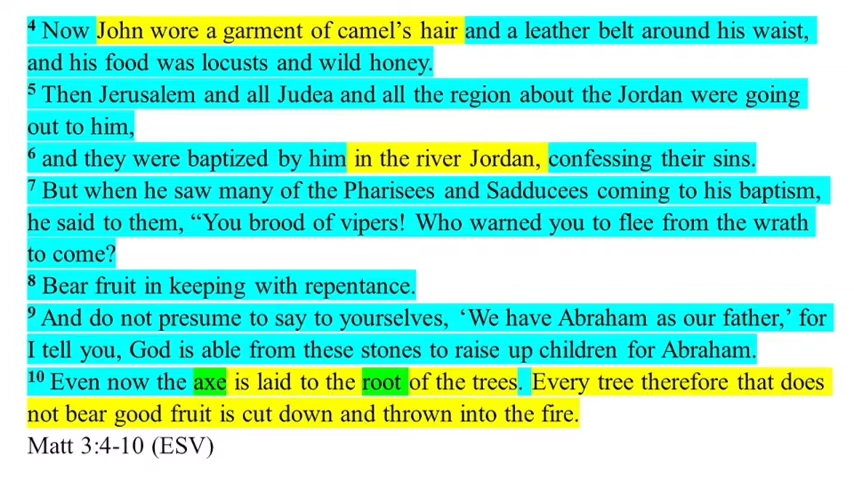 ⁴ Now John wore a garment of camel’s hair and a leather belt around his waist,
and his food was locusts and wild honey.
⁵ Then Jerusalem and all Judea and all the region about the Jordan were going
out to him,
⁶ and they were baptized by him in the river Jordan, confessing their sins.
⁷ But when he saw many of the Pharisees and Sadducees coming to his baptism,
he said to them, “You brood of vipers! Who warned you to flee from the wrath
to come?
⁸ Bear fruit in keeping with repentance.
⁹ And do not presume to say to yourselves, ‘We have Abraham as our father,’ for
I tell you, God is able from these stones to raise up children for Abraham.
¹⁰ Even now the axe is laid to the root of the trees. Every tree therefore that does
not bear good fruit is cut down and thrown into the fire.
Matt 3:4-10 (ESV)